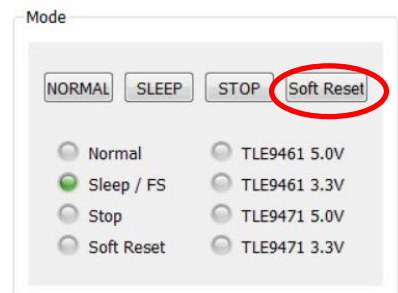 Mode
NORMAL SLEEP STOP Soft Reset
Normal TLE9461 5.0V
Sleep / FS TLE9461 3.3V
Stop TLE9471 5.0V
Soft Reset TLE9471 3.3V